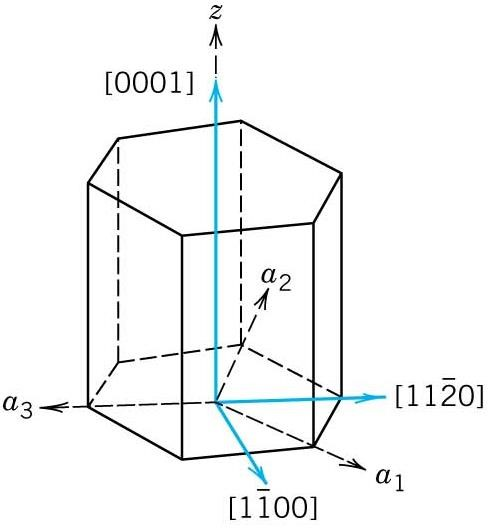 z
[0001]
a₂
a₃
[112̄0]
a₁
[11̄00]